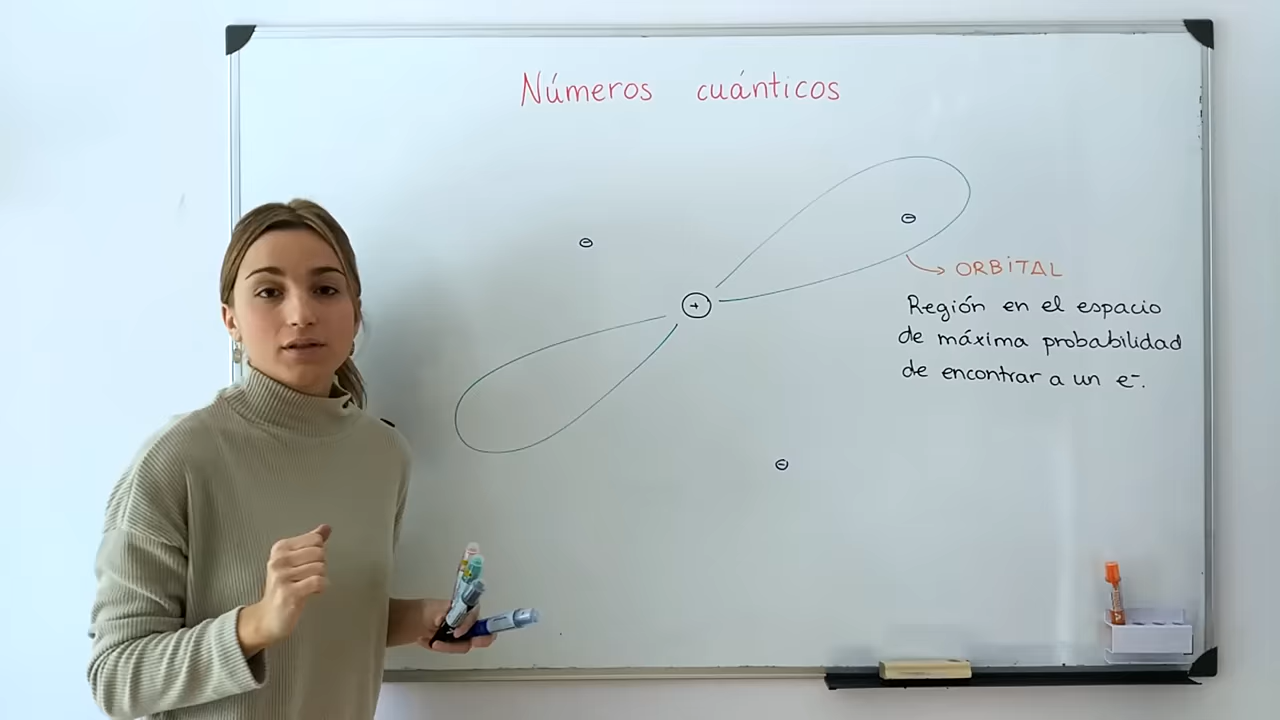 Números cuánticos
⊖
⊖
ORBITAL
+
Región en el espacio
de máxima probabilidad
de encontrar a un e⁻.
⊖